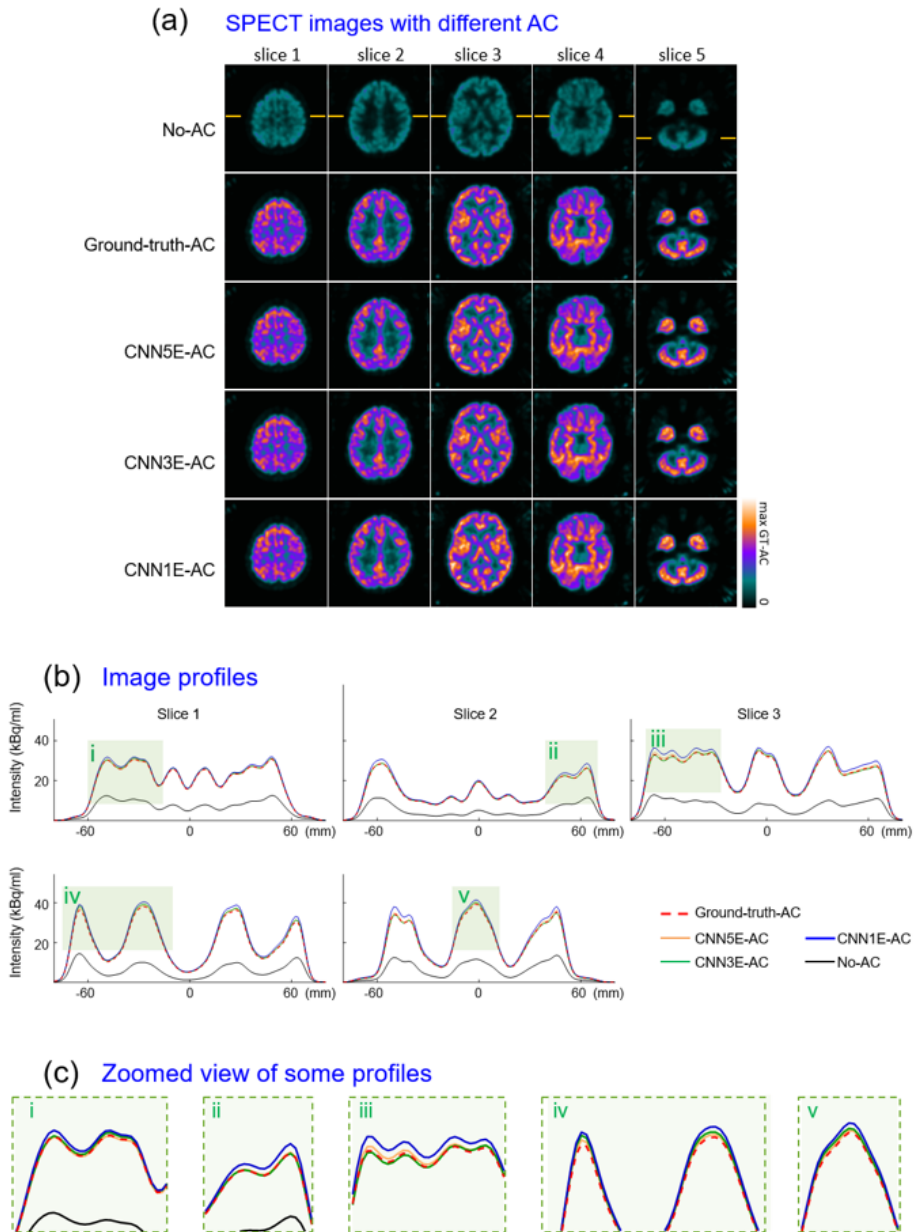 (a) SPECT images with different AC
slice 1 slice 2 slice 3 slice 4 slice 5
No-AC
Ground-truth-AC
CNN5E-AC
CNN3E-AC
CNN1E-AC
max GT-AC
0
(b) Image profiles
Slice 1 Slice 2 Slice 3
Intensity (kBq/ml)
40
20
i ii iii
-60 0 60 (mm) -60 0 60 (mm) -60 0 60 (mm)
Intensity (kBq/ml)
40
20
iv v
-60 0 60 (mm) -60 0 60 (mm)
Ground-truth-AC
CNN5E-AC CNN1E-AC
CNN3E-AC No-AC
(c) Zoomed view of some profiles
i ii iii iv v